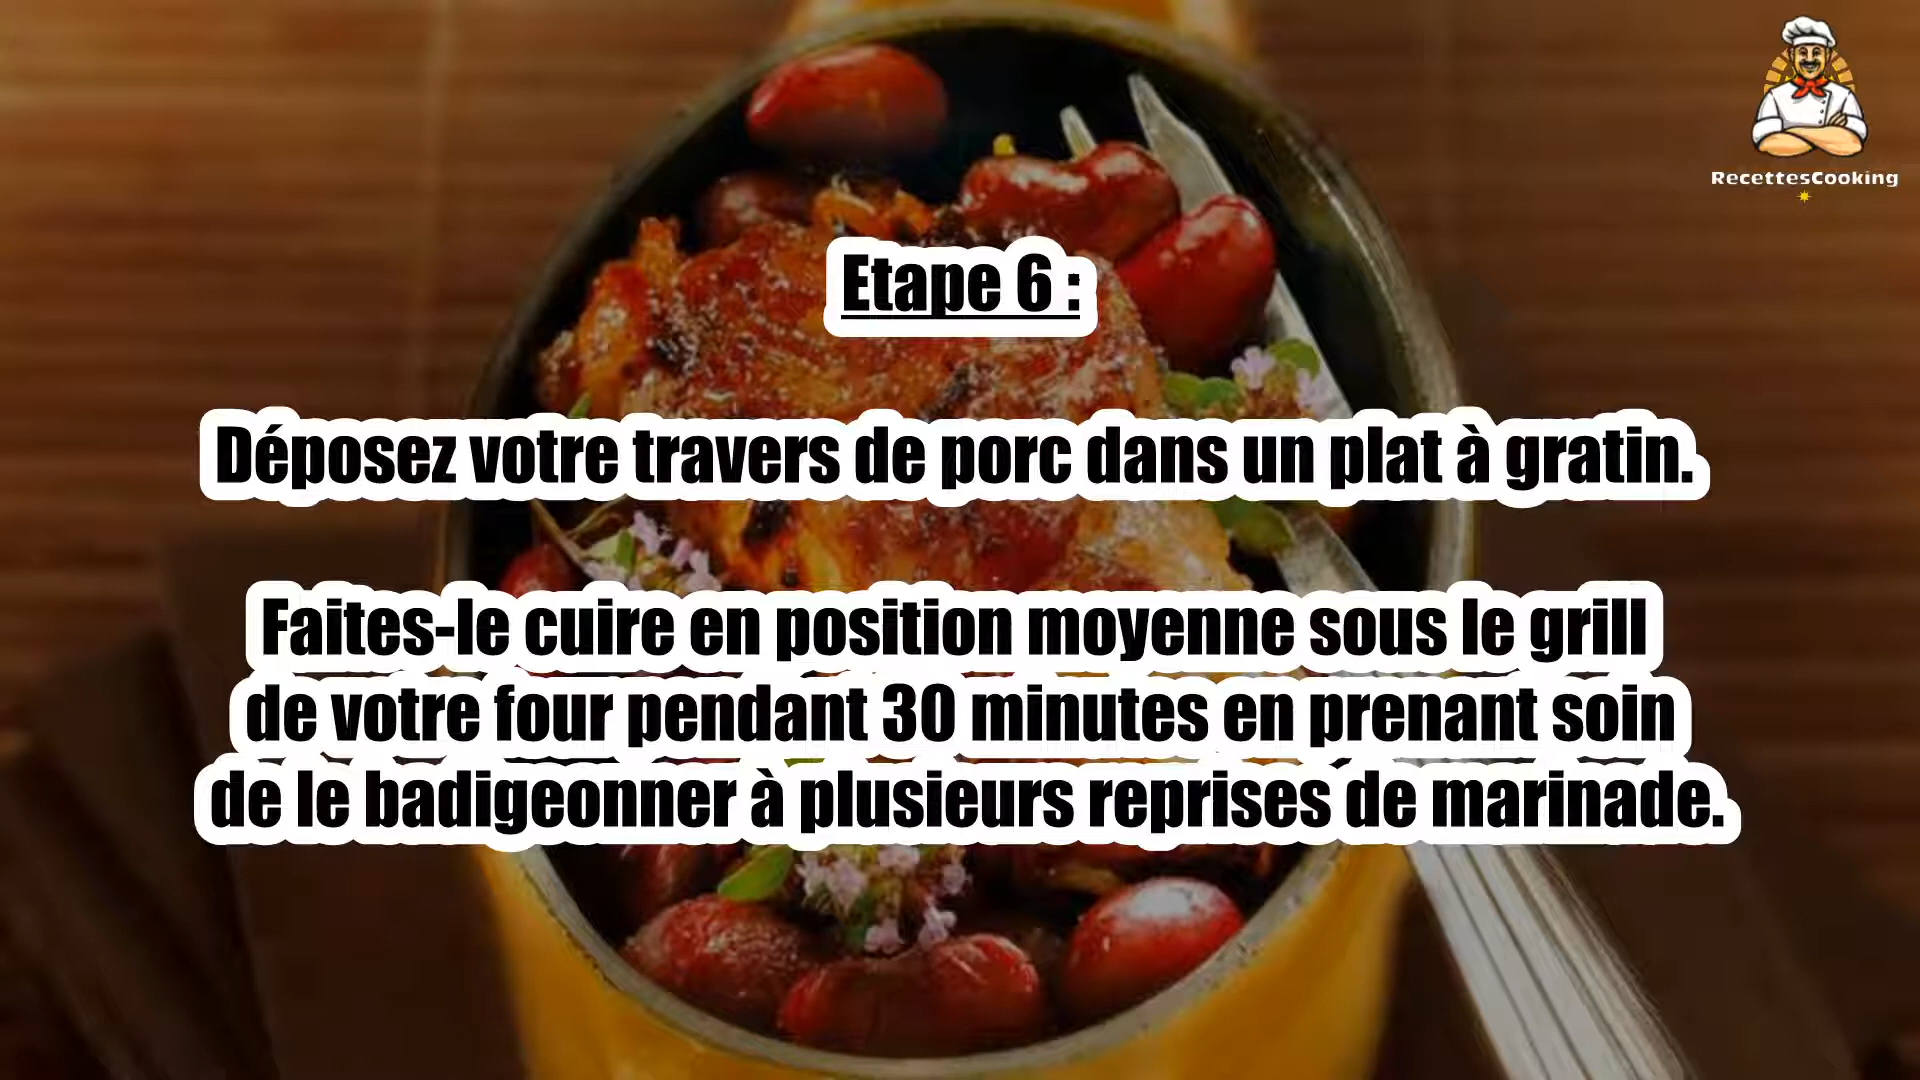 RecettesCooking
Etape 6 :
Déposez votre travers de porc dans un plat à gratin.
Faites-le cuire en position moyenne sous le grill
de votre four pendant 30 minutes en prenant soin
de le badigeonner à plusieurs reprises de marinade.